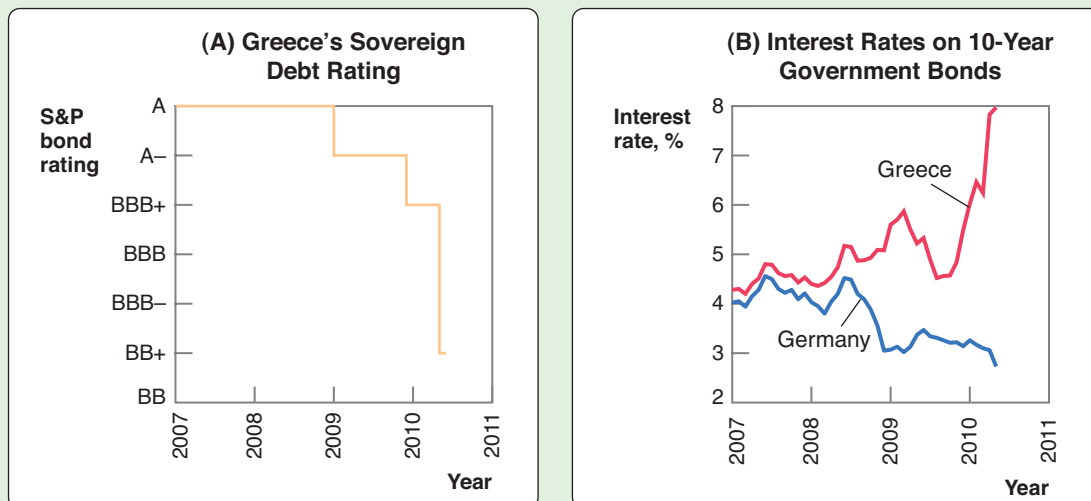 (A) Greece's Sovereign
Debt Rating
S&P
bond
rating
A
A–
BBB+
BBB
BBB–
BB+
BB
2007
2008
2009
2010
2011
Year
(B) Interest Rates on 10-Year
Government Bonds
Interest
rate, %
8
7
6
5
4
3
2
Greece
Germany
2007
2008
2009
2010
2011
Year